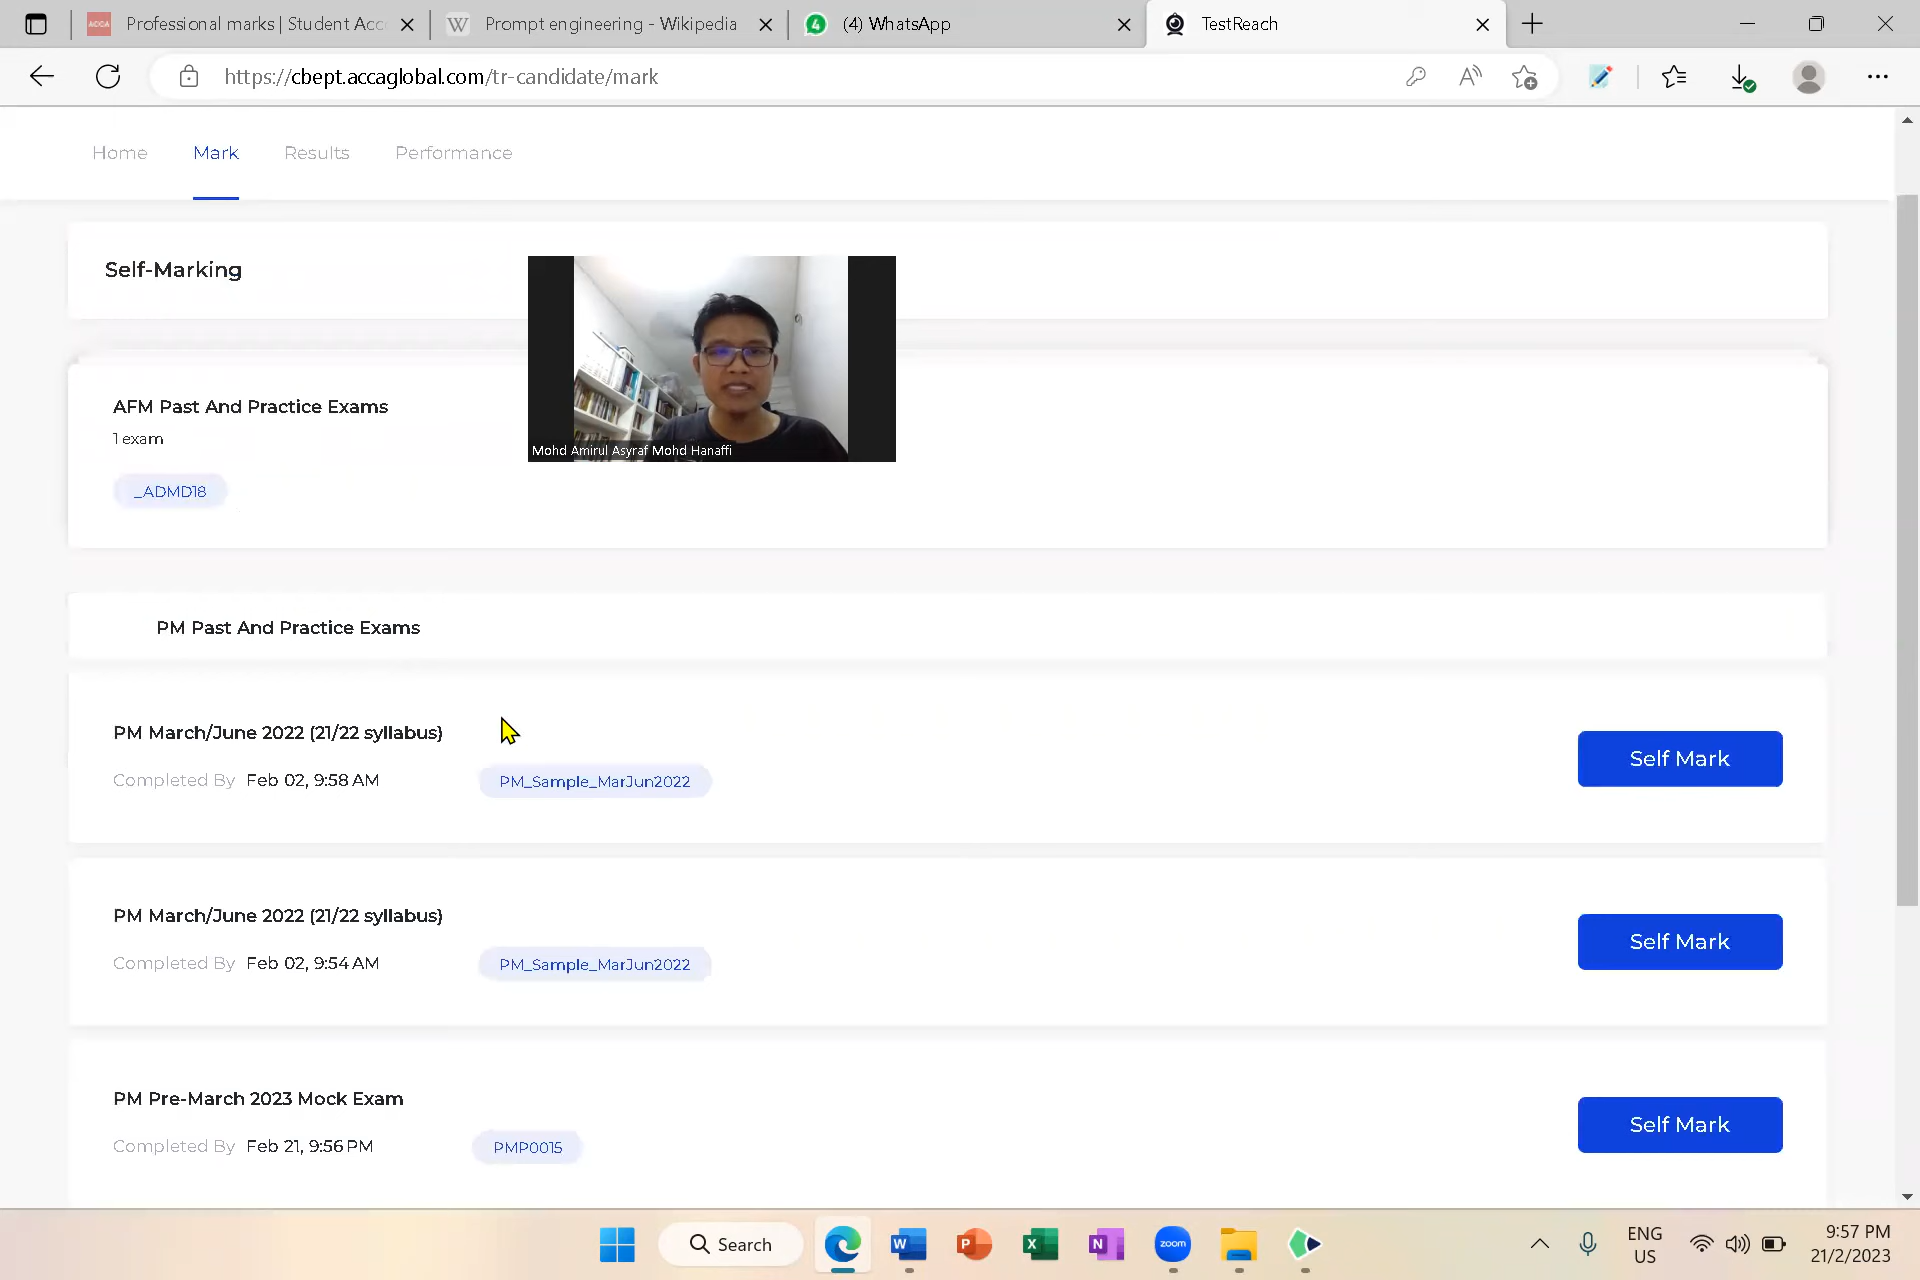 Professional marks | Student Acc
Prompt engineering - Wikipedia
(4) WhatsApp
TestReach
https://cbept.accaglobal.com/tr-candidate/mark
Home
Mark
Results
Performance
Self-Marking
Mohd Amirul Asyraf Mohd Hanaffi
AFM Past And Practice Exams
1 exam
_ADMD18
PM Past And Practice Exams
PM March/June 2022 (21/22 syllabus)
Completed By Feb 02, 9:58 AM
PM_Sample_MarJun2022
Self Mark
PM March/June 2022 (21/22 syllabus)
Completed By Feb 02, 9:54 AM
PM_Sample_MarJun2022
Self Mark
PM Pre-March 2023 Mock Exam
Completed By Feb 21, 9:56 PM
PMP0015
Self Mark
Search
zoom
ENG
US
9:57 PM
21/2/2023